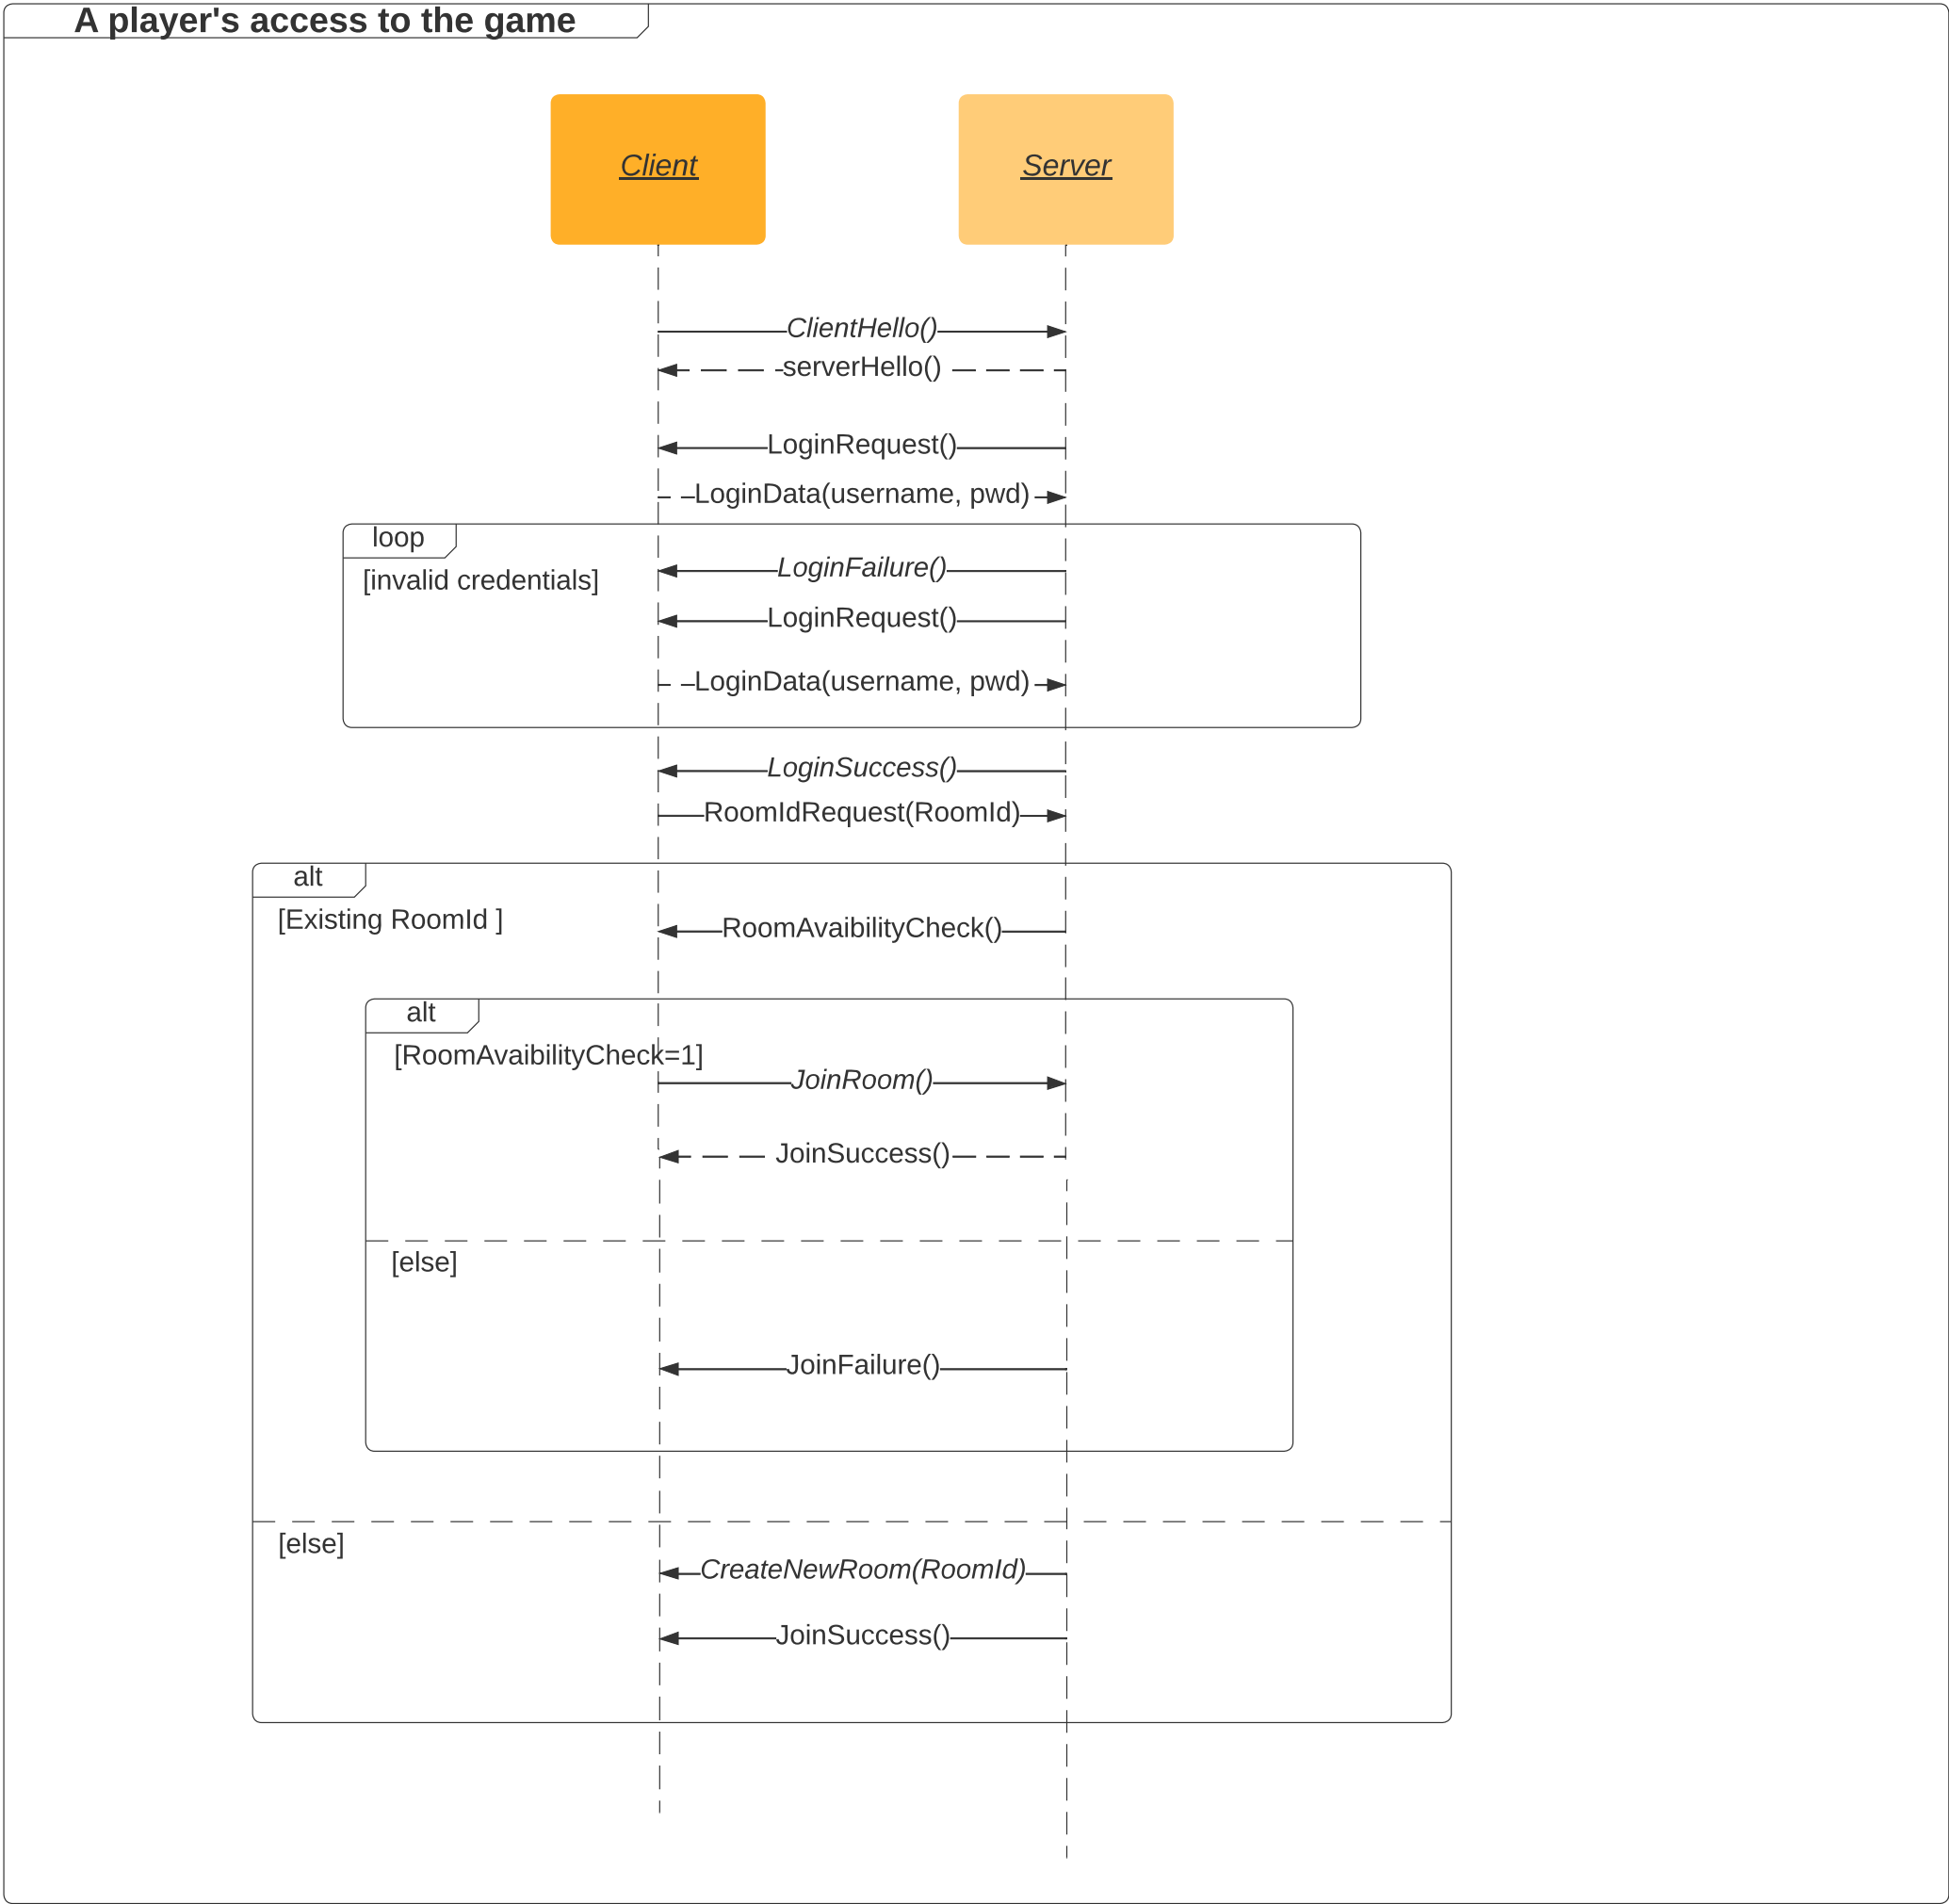 A player's access to the game
Client
Server
ClientHello()
serverHello()
LoginRequest()
LoginData(username, pwd)
loop
[invalid credentials]
LoginFailure()
LoginRequest()
LoginData(username, pwd)
LoginSuccess()
RoomIdRequest(RoomId)
alt
[Existing RoomId ]
RoomAvaibilityCheck()
alt
[RoomAvaibilityCheck=1]
JoinRoom()
JoinSuccess()
[else]
JoinFailure()
[else]
CreateNewRoom(RoomId)
JoinSuccess()